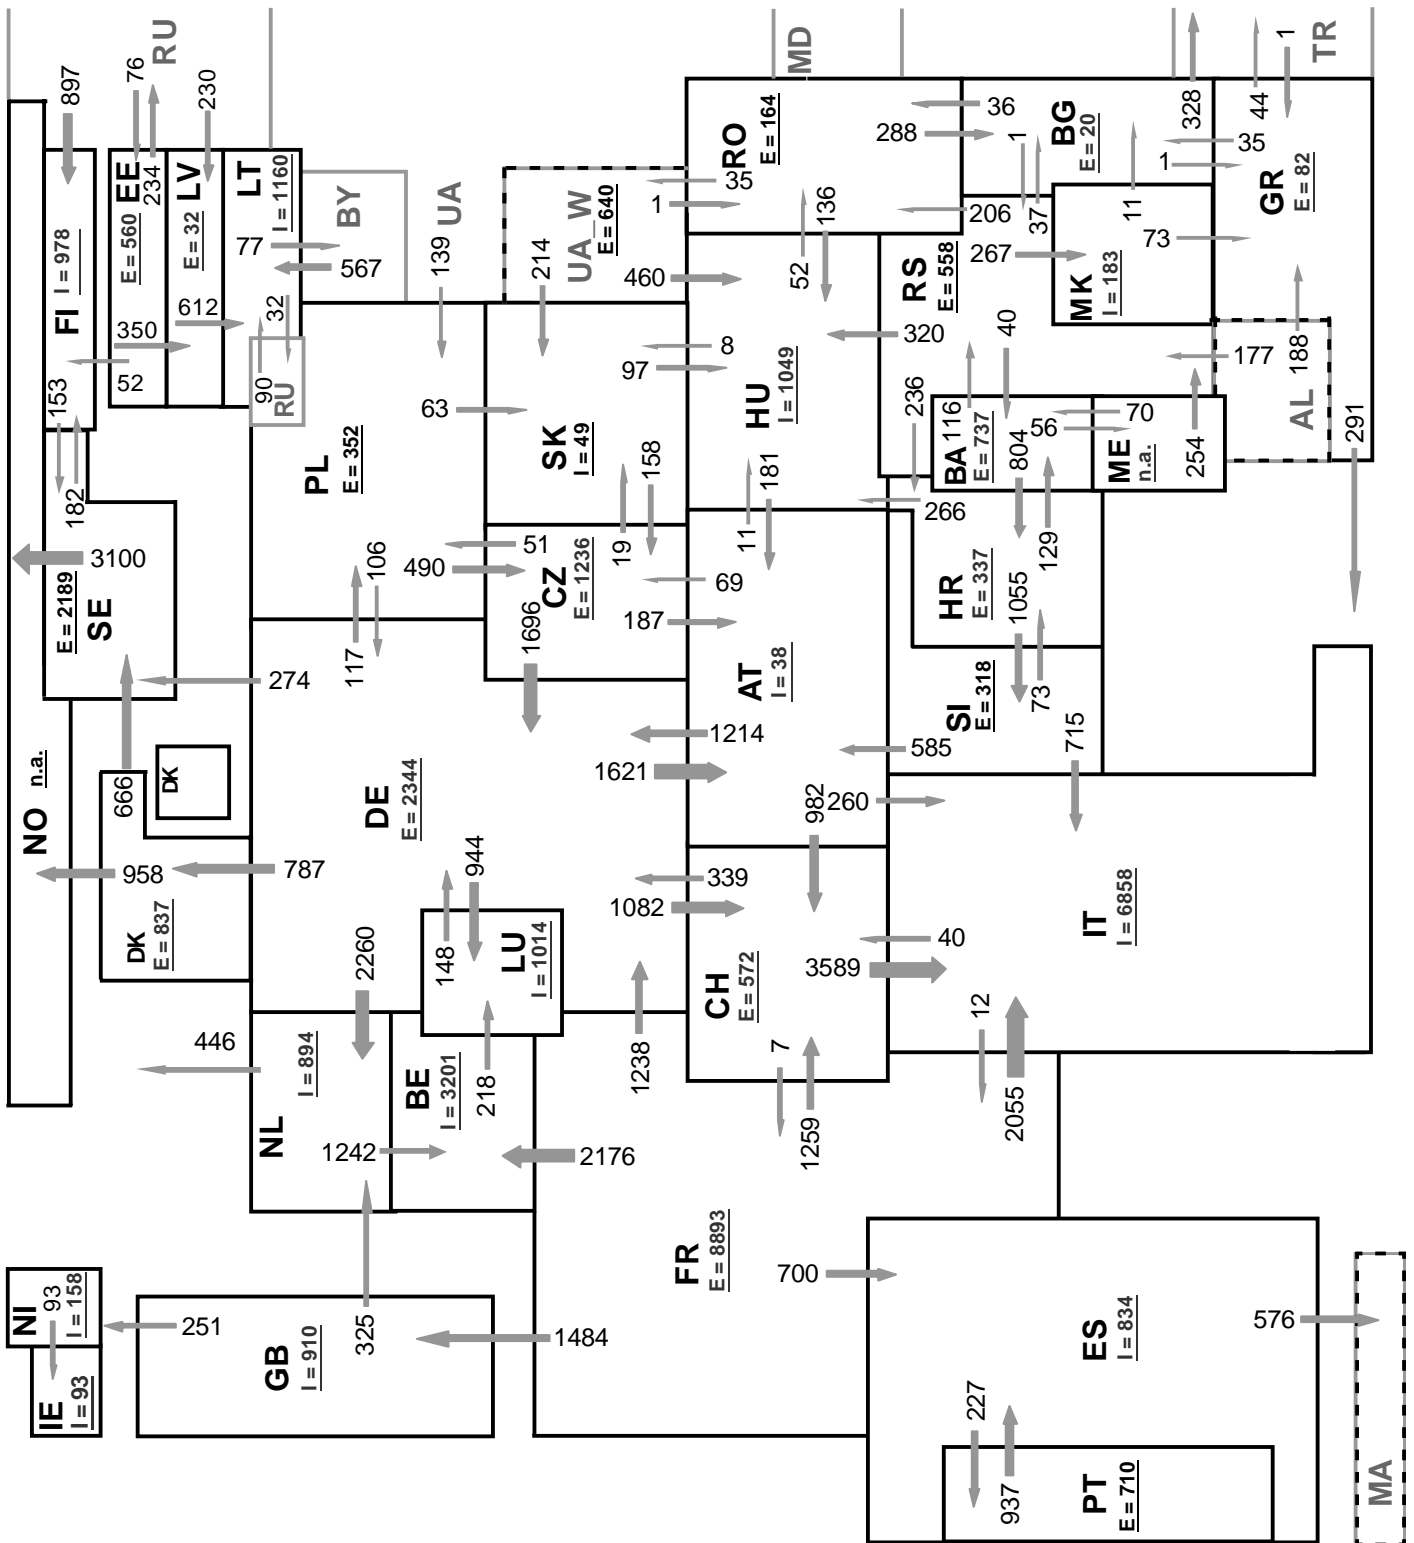 897
76
RU
230
MD
328
44
1
TR
FI
I = 978
EE
E = 560
234
LV
E = 32
LT
I = 1160
77
567
BY
UA
139
UA_W
E = 640
214
35
1
RO
E = 164
36
288
1
37
BG
E = 20
35
1
GR
E = 82
11
73
136
52
206
267
MK
I = 183
RS
E = 558
460
153
182
350
52
612
32
90
RU
PL
E = 352
63
SK
I = 49
8
97
HU
I = 1049
320
236
40
116
BA
E = 737
804
56
70
ME
n.a.
254
177
188
AL
291
158
19
181
11
266
129
3100
E = 2189
SE
106
117
490
51
CZ
E = 1236
1696
69
187
HR
E = 337
1055
73
SI
E = 318
715
274
AT
I = 38
1214
1621
585
982
260
NO
n.a.
666
DK
958
787
DK
E = 837
DE
E = 2344
944
148
LU
I = 1014
339
1082
CH
E = 572
40
3589
IT
I = 6858
2260
446
I = 894
NL
BE
I = 3201
218
1242
2176
1238
7
1259
12
2055
NI
93
I = 158
251
IE
I = 93
GB
I = 910
325
1484
FR
E = 8893
700
ES
I = 834
576
227
937
PT
E = 710
MA